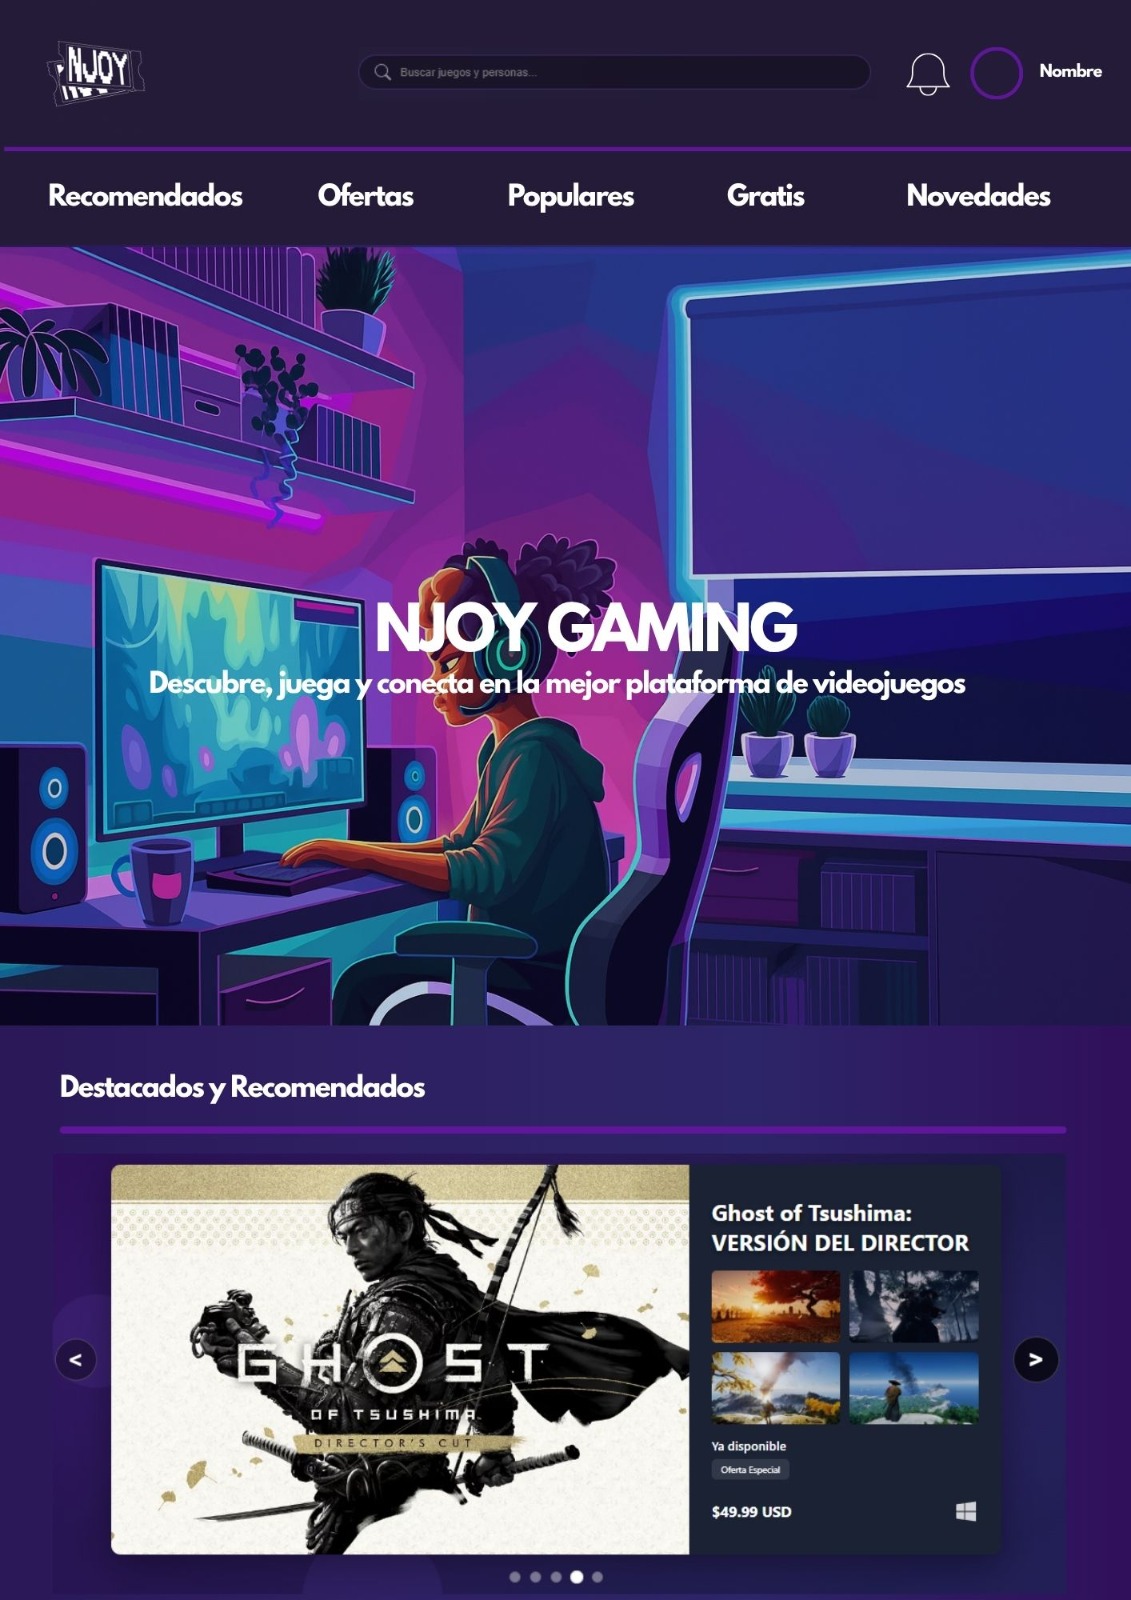 NJOY
Buscar juegos y personas...
Nombre
Recomendados
Ofertas
Populares
Gratis
Novedades
NJOY GAMING
Descubre, juega y conecta en la mejor plataforma de videojuegos
Destacados y Recomendados
GHOST
OF TSUSHIMA
DIRECTOR'S CUT
<
Ghost of Tsushima:
VERSIÓN DEL DIRECTOR
>
Ya disponible
Oferta Especial
$49.99 USD